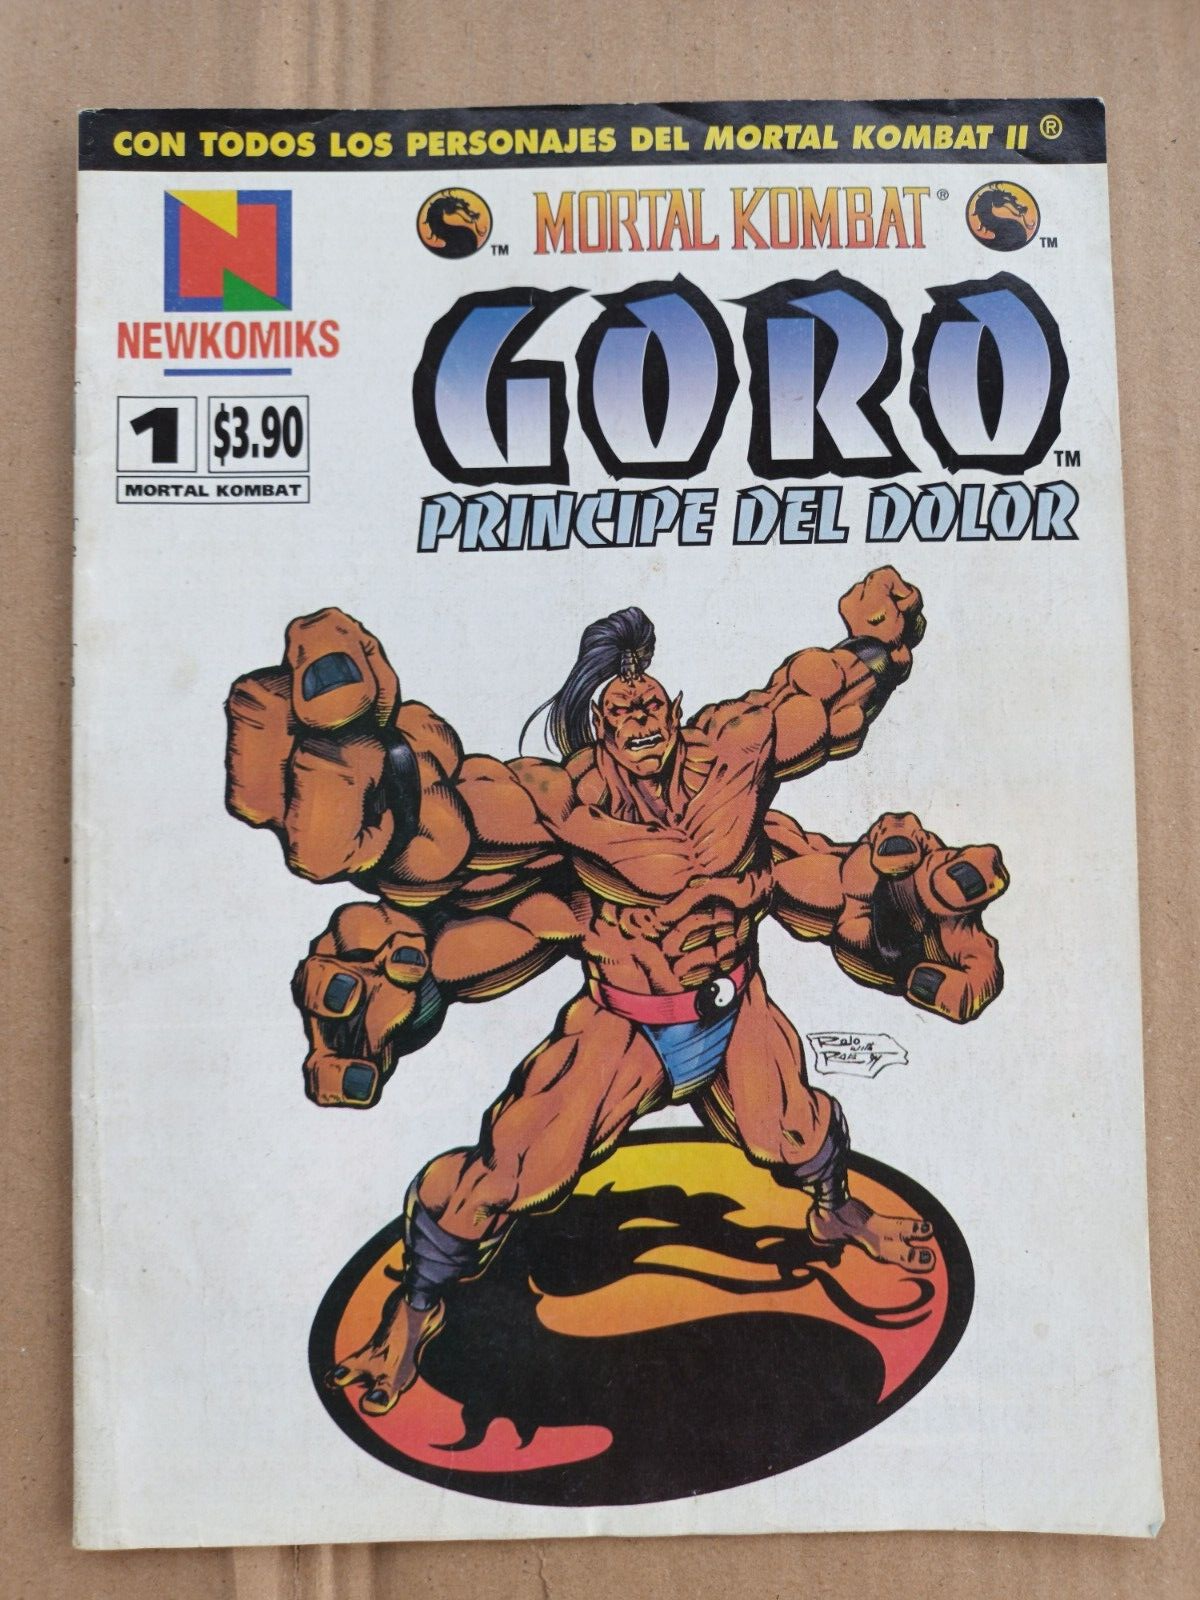 CON TODOS LOS PERSONAJES DEL MORTAL KOMBAT II ®
N
NEWKOMIKS
1 $3.90
MORTAL KOMBAT
TM MORTAL KOMBAT® TM
GORO TM
PRINCIPE DEL DOLOR